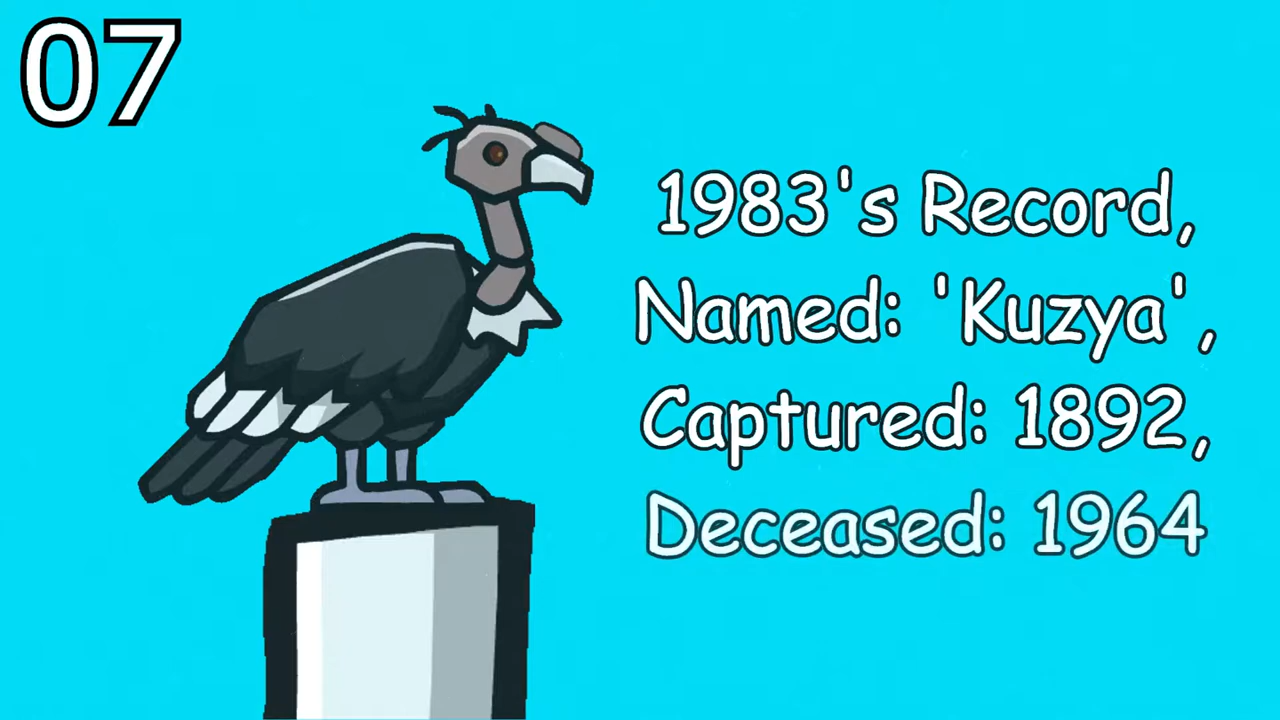 07
1983's Record,
Named: 'Kuzya',
Captured: 1892,
Deceased: 1964